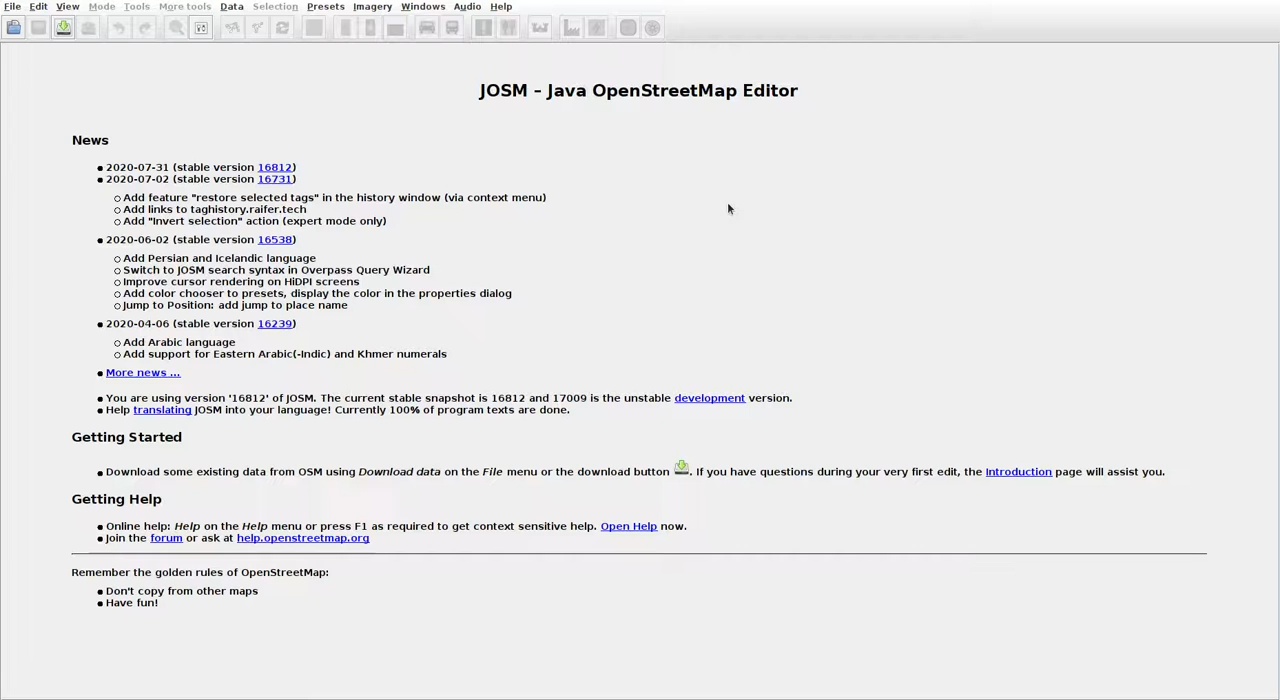 File Edit View Mode Tools More tools Data Selection Presets Imagery Windows Audio Help
JOSM – Java OpenStreetMap Editor
News
2020-07-31 (stable version 16812)
2020-07-02 (stable version 16731)
Add feature "restore selected tags" in the history window (via context menu)
Add links to taghistory.raifer.tech
Add "Invert selection" action (expert mode only)
2020-06-02 (stable version 16538)
Add Persian and Icelandic language
Switch to JOSM search syntax in Overpass Query Wizard
Improve cursor rendering on HiDPI screens
Add color chooser to presets, display the color in the properties dialog
Jump to Position: add jump to place name
2020-04-06 (stable version 16239)
Add Arabic language
Add support for Eastern Arabic(-Indic) and Khmer numerals
More news ...
You are using version '16812' of JOSM. The current stable snapshot is 16812 and 17009 is the unstable development version.
Help translating JOSM into your language! Currently 100% of program texts are done.
Getting Started
Download some existing data from OSM using Download data on the File menu or the download button . If you have questions during your very first edit, the Introduction page will assist you.
Getting Help
Online help: Help on the Help menu or press F1 as required to get context sensitive help. Open Help now.
Join the forum or ask at help.openstreetmap.org
Remember the golden rules of OpenStreetMap:
Don't copy from other maps
Have fun!